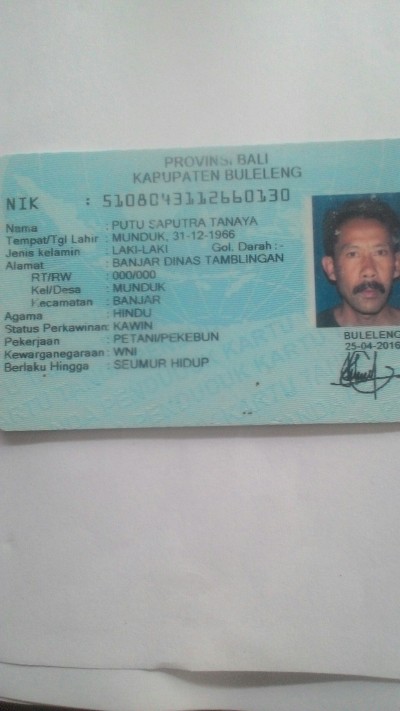 PROVINSI BALI
KABUPATEN BULELENG
NIK : 5108043112660130
Nama : PUTU SAPUTRA TANAYA
Tempat/Tgl Lahir : MUNDUK, 31-12-1966
Jenis kelamin : LAKI-LAKI Gol. Darah :-
Alamat : BANJAR DINAS TAMBLINGAN
RT/RW : 000/000
Kel/Desa : MUNDUK
Kecamatan : BANJAR
Agama : HINDU
Status Perkawinan: KAWIN
Pekerjaan : PETANI/PEKEBUN
Kewarganegaraan: WNI
Berlaku Hingga : SEUMUR HIDUP
BULELENG
25-04-2016